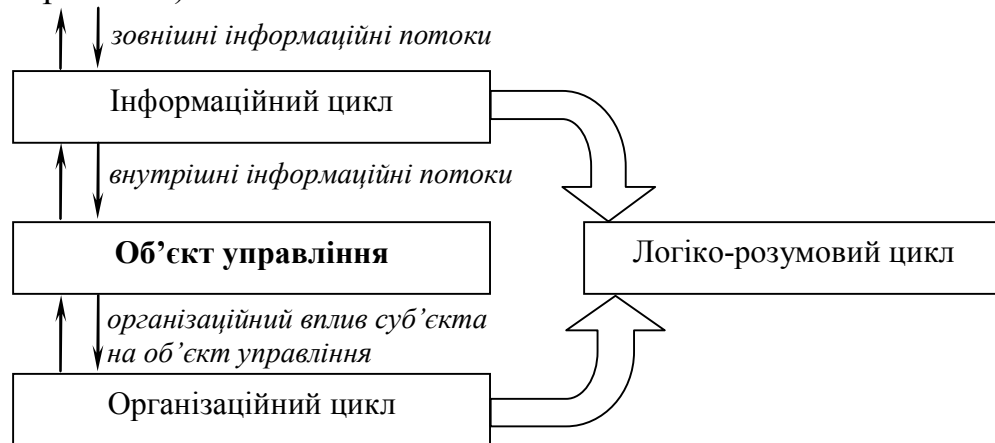 зовнішні інформаційні потоки
Інформаційний цикл
внутрішні інформаційні потоки
Об’єкт управління
Логіко-розумовий цикл
організаційний вплив суб’єкта
на об’єкт управління
Організаційний цикл